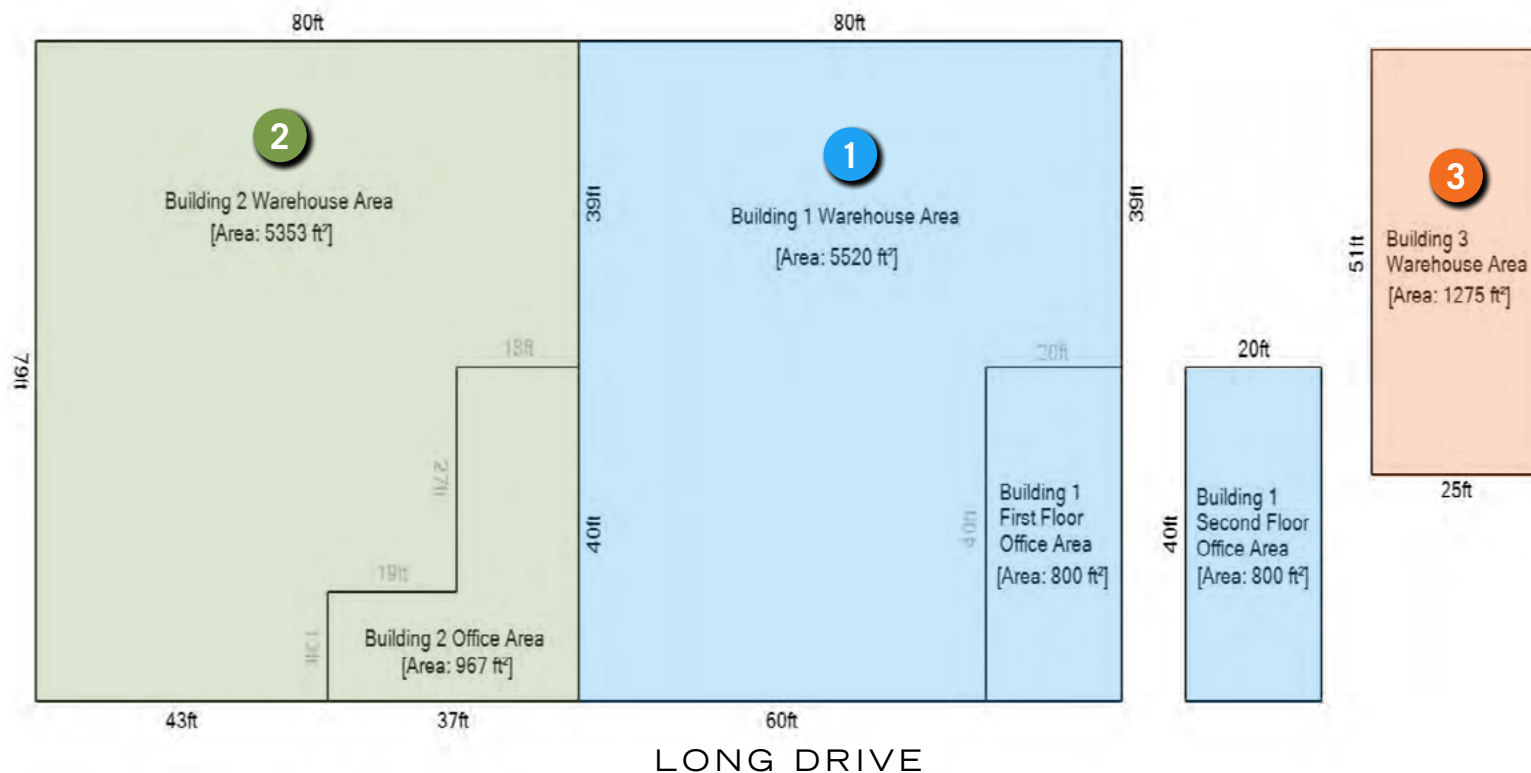 80ft
80ft
2
Building 2 Warehouse Area
[Area: 5353 ft²]
79ft
18ft
27ft
19ft
Building 2 Office Area
[Area: 967 ft²]
43ft
37ft
1
Building 1 Warehouse Area
[Area: 5520 ft²]
39ft
39ft
40ft
20ft
40ft
Building 1
First Floor
Office Area
[Area: 800 ft²]
60ft
20ft
40ft
Building 1
Second Floor
Office Area
[Area: 800 ft²]
3
51ft
Building 3
Warehouse Area
[Area: 1275 ft²]
25ft
LONG DRIVE